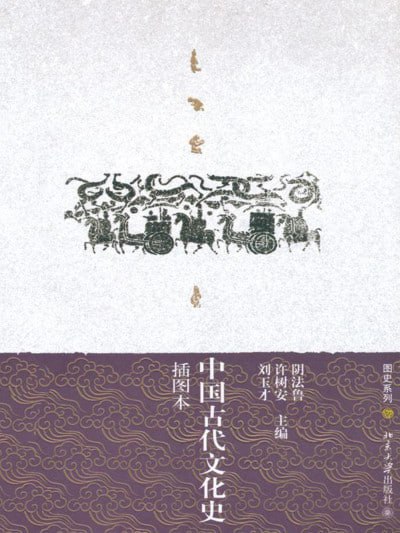 中国古代文化史
插图本
阴法鲁
许树安
刘玉才 主编
图史系列
北京大学出版社